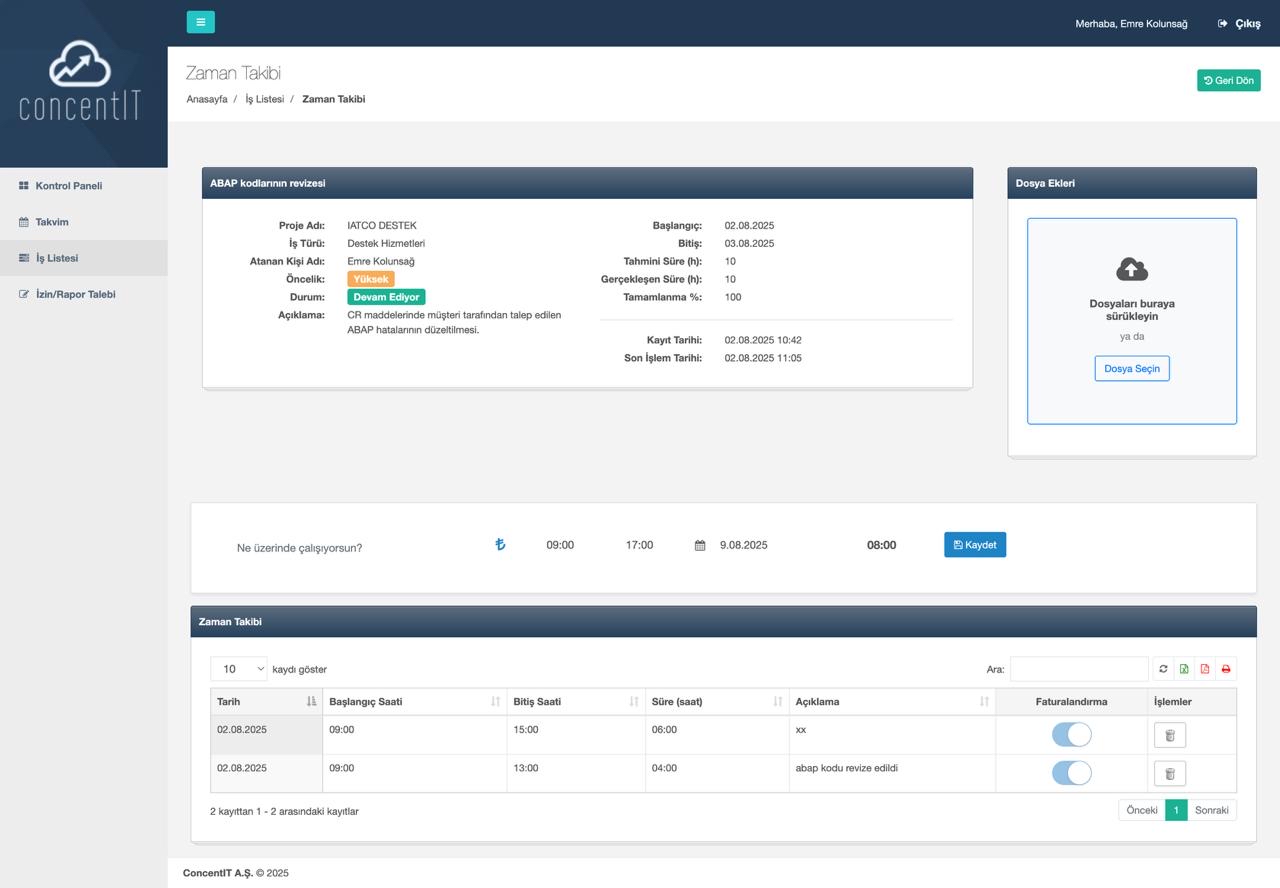 concentIT
Merhaba, Emre Kolunsağ
Çıkış
Zaman Takibi
Anasayfa / İş Listesi / Zaman Takibi
Geri Dön
Kontrol Paneli
Takvim
İş Listesi
İzin/Rapor Talebi
ABAP kodlarının revizesi
Proje Adı: IATCO DESTEK
İş Türü: Destek Hizmetleri
Atanan Kişi Adı: Emre Kolunsağ
Öncelik: Yüksek
Durum: Devam Ediyor
Açıklama: CR maddelerinde müşteri tarafından talep edilen
ABAP hatalarının düzeltilmesi.
Başlangıç: 02.08.2025
Bitiş: 03.08.2025
Tahmini Süre (h): 10
Gerçekleşen Süre (h): 10
Tamamlanma %: 100
Kayıt Tarihi: 02.08.2025 10:42
Son İşlem Tarihi: 02.08.2025 11:05
Dosya Ekleri
Dosyaları buraya
sürükleyin
ya da
Dosya Seçin
Ne üzerinde çalışıyorsun? 09:00 17:00 9.08.2025 08:00 Kaydet
Zaman Takibi
10 kaydı göster
Ara:
Tarih Başlangıç Saati Bitiş Saati Süre (saat) Açıklama Faturalandırma İşlemler
02.08.2025 09:00 15:00 06:00 xx
02.08.2025 09:00 13:00 04:00 abap kodu revize edildi
2 kayıttan 1 - 2 arasındaki kayıtlar
Önceki 1 Sonraki
ConcentIT A.Ş. © 2025